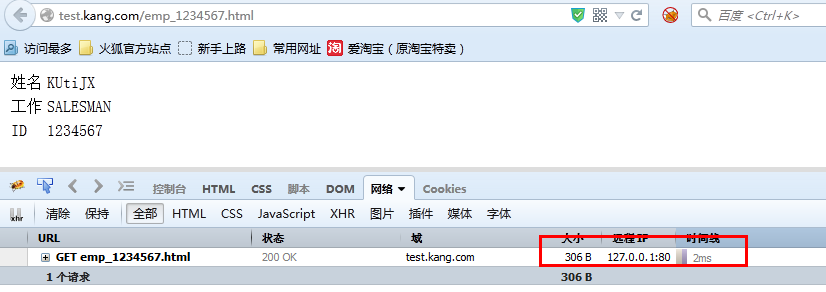 test.kang.com/emp_1234567.html 百度 <Ctrl+K>
访问最多 火狐官方站点 新手上路 常用网址 淘 爱淘宝（原淘宝特卖）
姓名 KUtiJX
工作 SALESMAN
ID 1234567
控制台 HTML CSS 脚本 DOM 网络 Cookies
xhr 清除 保持 全部 HTML CSS JavaScript XHR 图片 插件 媒体 字体
URL 状态 域 大小 远程 IP 时间线
GET emp_1234567.html 200 OK test.kang.com 306 B 127.0.0.1:80 2ms
1 个请求 306 B